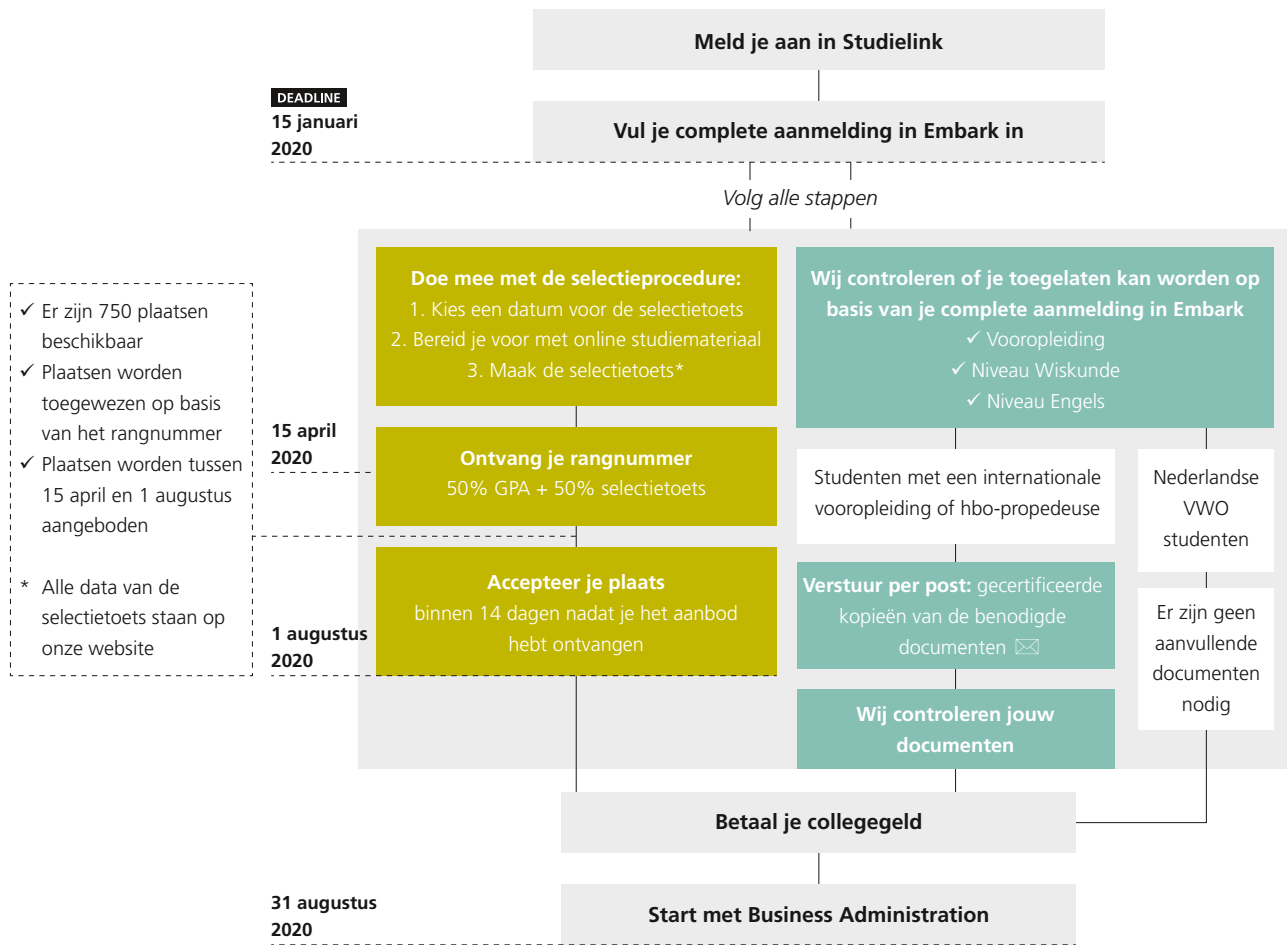 Meld je aan in Studielink
DEADLINE
15 januari
2020
Vul je complete aanmelding in Embark in
Volg alle stappen
✓ Er zijn 750 plaatsen
beschikbaar
✓ Plaatsen worden
toegewezen op basis
van het rangnummer
✓ Plaatsen worden tussen
15 april en 1 augustus
aangeboden
* Alle data van de
selectietoets staan op
onze website
Doe mee met de selectieprocedure:
1. Kies een datum voor de selectietoets
2. Bereid je voor met online studiemateriaal
3. Maak de selectietoets*
15 april
2020
Ontvang je rangnummer
50% GPA + 50% selectietoets
1 augustus
2020
Accepteer je plaats
binnen 14 dagen nadat je het aanbod
hebt ontvangen
Wij controleren of je toegelaten kan worden op
basis van je complete aanmelding in Embark
✓ Vooropleiding
✓ Niveau Wiskunde
✓ Niveau Engels
Studenten met een internationale
vooropleiding of hbo-propedeuse
Verstuur per post: gecertificeerde
kopieën van de benodigde
documenten ✉
Wij controleren jouw
documenten
Nederlandse
VWO
studenten
Er zijn geen
aanvullende
documenten
nodig
Betaal je collegegeld
31 augustus
2020
Start met Business Administration